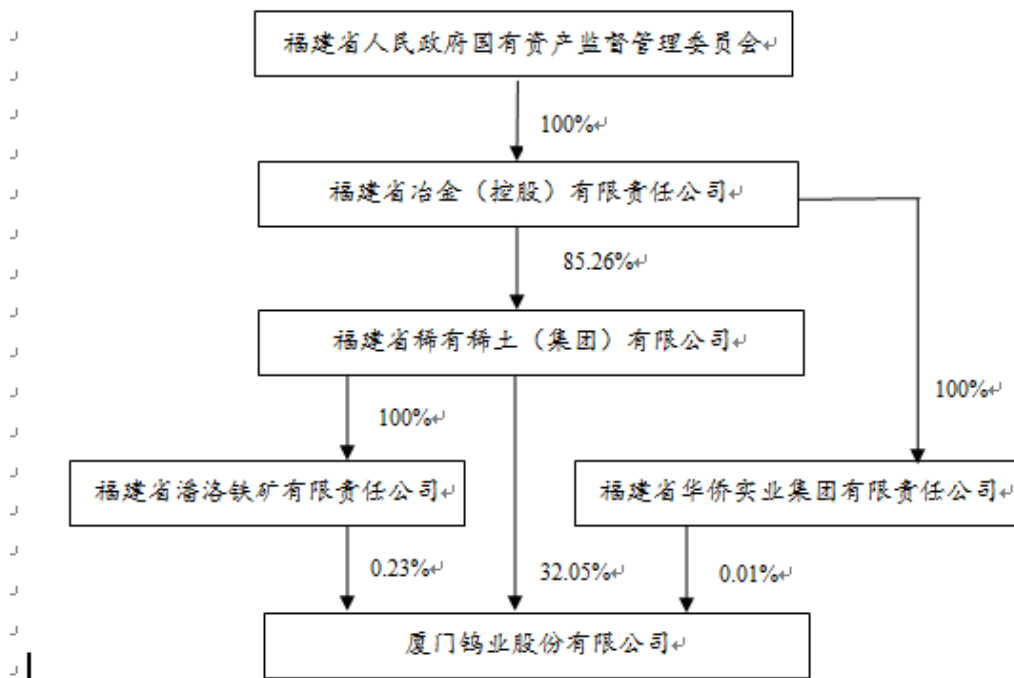 福建省人民政府国有资产监督管理委员会
100%
福建省冶金（控股）有限责任公司
85.26%
福建省稀有稀土（集团）有限公司
100%
100%
福建省潘洛铁矿有限责任公司
福建省华侨实业集团有限责任公司
0.23%
32.05%
0.01%
厦门钨业股份有限公司